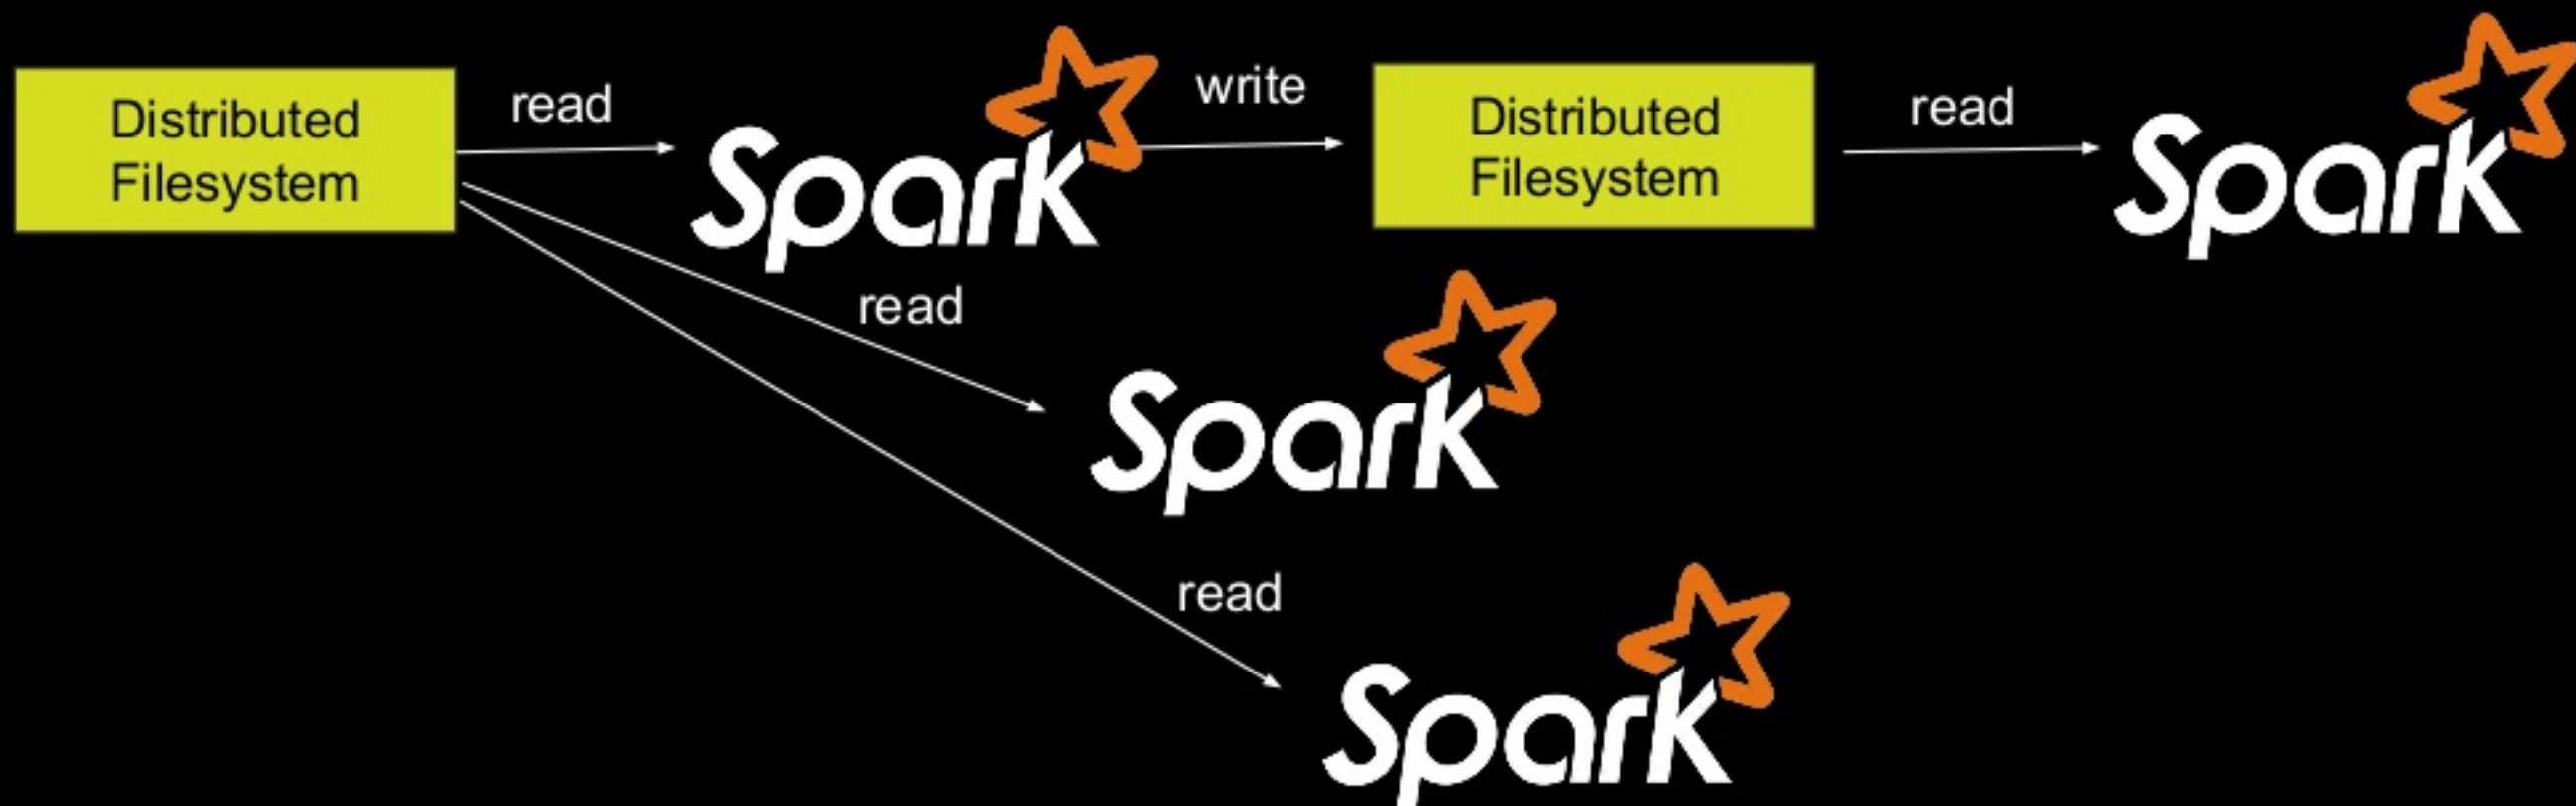 Distributed
Filesystem
read
Spark
write
Distributed
Filesystem
read
Spark
read
Spark
read
Spark